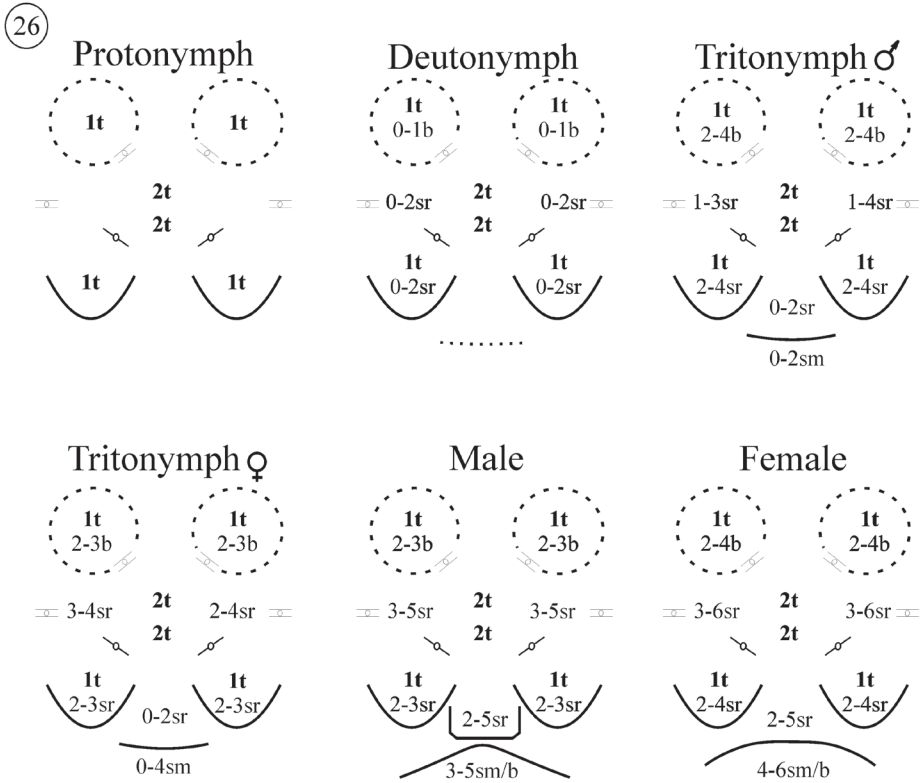 26
Protonymph
1t 1t
2t
2t
1t 1t
Deutonymph
1t 1t
0-1b 0-1b
0-2sr 2t 0-2sr
2t
1t 1t
0-2sr 0-2sr
Tritonymph ♂
1t 1t
2-4b 2-4b
1-3sr 2t 1-4sr
2t
1t 1t
2-4sr 2-4sr
0-2sr
0-2sm
Tritonymph ♀
1t 1t
2-3b 2-3b
3-4sr 2t 2-4sr
2t
1t 1t
2-3sr 2-3sr
0-2sr
0-4sm
Male
1t 1t
2-3b 2-3b
3-5sr 2t 3-5sr
2t
1t 1t
2-3sr 2-3sr
2-5sr
3-5sm/b
Female
1t 1t
2-4b 2-4b
3-6sr 2t 3-6sr
2t
1t 1t
2-4sr 2-4sr
2-5sr
4-6sm/b